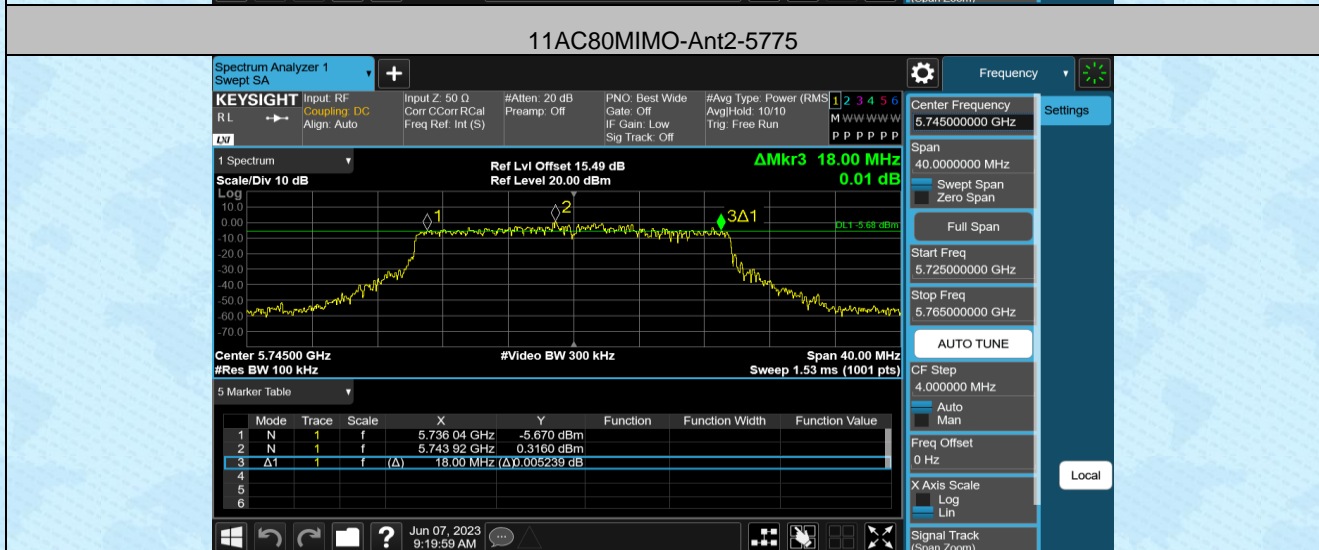 (Span Zoom)
11AC80MIMO-Ant2-5775
Spectrum Analyzer 1
Swept SA
Frequency
KEYSIGHT
R L
LXI
Input: RF
Coupling: DC
Align: Auto
Input Z: 50 Ω
Corr CCorr RCal
Freq Ref: Int (S)
#Atten: 20 dB
Preamp: Off
PNO: Best Wide
Gate: Off
IF Gain: Low
Sig Track: Off
#Avg Type: Power (RMS
Avg|Hold: 10/10
Trig: Free Run
1 2 3 4 5 6
M W W W W W
P P P P P P
Center Frequency
5.745000000 GHz
Settings
1 Spectrum
Scale/Div 10 dB
Ref Lvl Offset 15.49 dB
Ref Level 20.00 dBm
ΔMkr3 18.00 MHz
0.01 dB
Span
40.0000000 MHz
Swept Span
Zero Span
Log
10.0
0.00
-10.0
-20.0
-30.0
-40.0
-50.0
-60.0
-70.0
1
2
3Δ1
DL1 -5.68 dBm
Full Span
Start Freq
5.725000000 GHz
Stop Freq
5.765000000 GHz
AUTO TUNE
Center 5.74500 GHz
#Video BW 300 kHz
Span 40.00 MHz
#Res BW 100 kHz
Sweep 1.53 ms (1001 pts)
CF Step
4.000000 MHz
Auto
Man
5 Marker Table
Mode Trace Scale X Y Function Function Width Function Value
1 N 1 f 5.736 04 GHz -5.670 dBm
2 N 1 f 5.743 92 GHz 0.3160 dBm
3 Δ1 1 f (Δ) 18.00 MHz (Δ)0.005239 dB
4
5
6
Freq Offset
0 Hz
X Axis Scale
Log
Lin
Local
Signal Track
(Span Zoom)
?
Jun 07, 2023
9:19:59 AM